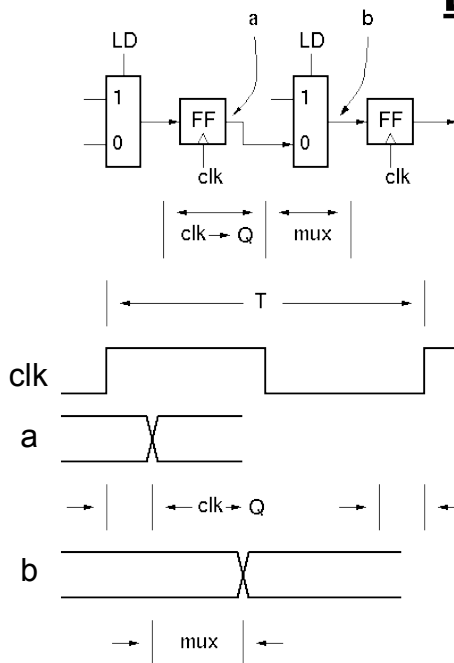 a b
LD LD
1 1
FF FF
0 0
clk clk
clk → Q mux
T
clk
a
clk → Q
b
mux